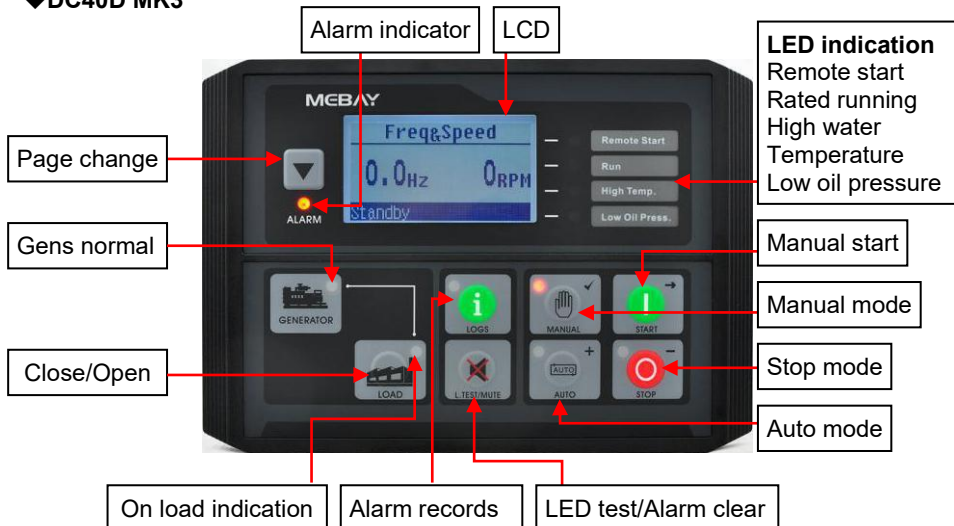 ◆DC40D MK3
Alarm indicator
LCD
LED indication
Remote start
Rated running
High water
Temperature
Low oil pressure
MEBAY
Freq&Speed
0.0HZ 0RPM
Standby
Remote Start
Run
High Temp.
Low Oil Press.
Page change
ALARM
Gens normal
Manual start
GENERATOR
i
LOGS
MANUAL
START
Manual mode
Close/Open
LOAD
L.TEST/MUTE
AUTO
+
AUTO
−
STOP
Stop mode
Auto mode
On load indication
Alarm records
LED test/Alarm clear